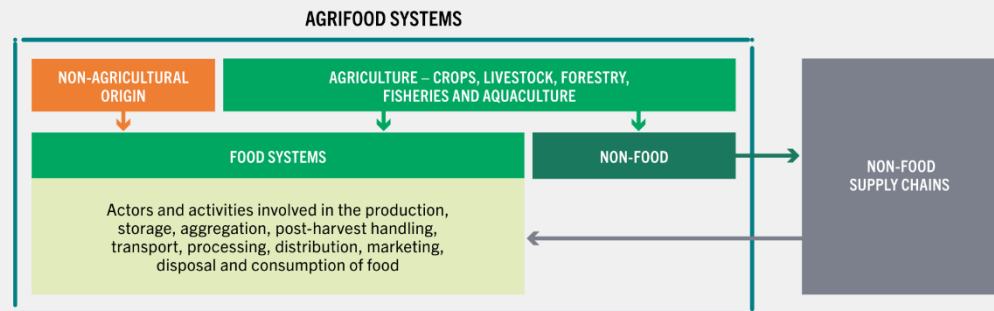 AGRIFOOD SYSTEMS
NON-AGRICULTURAL
ORIGIN
AGRICULTURE – CROPS, LIVESTOCK, FORESTRY,
FISHERIES AND AQUACULTURE
FOOD SYSTEMS
NON-FOOD
NON-FOOD
SUPPLY CHAINS
Actors and activities involved in the production,
storage, aggregation, post-harvest handling,
transport, processing, distribution, marketing,
disposal and consumption of food